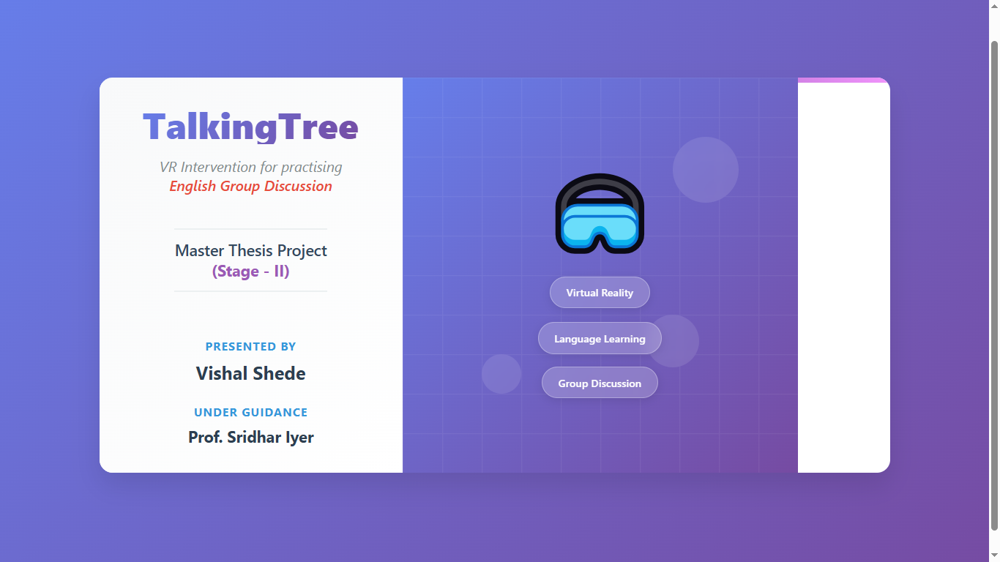 TalkingTree
VR Intervention for practising
English Group Discussion
Master Thesis Project
(Stage - II)
PRESENTED BY
Vishal Shede
UNDER GUIDANCE
Prof. Sridhar Iyer
Virtual Reality
Language Learning
Group Discussion